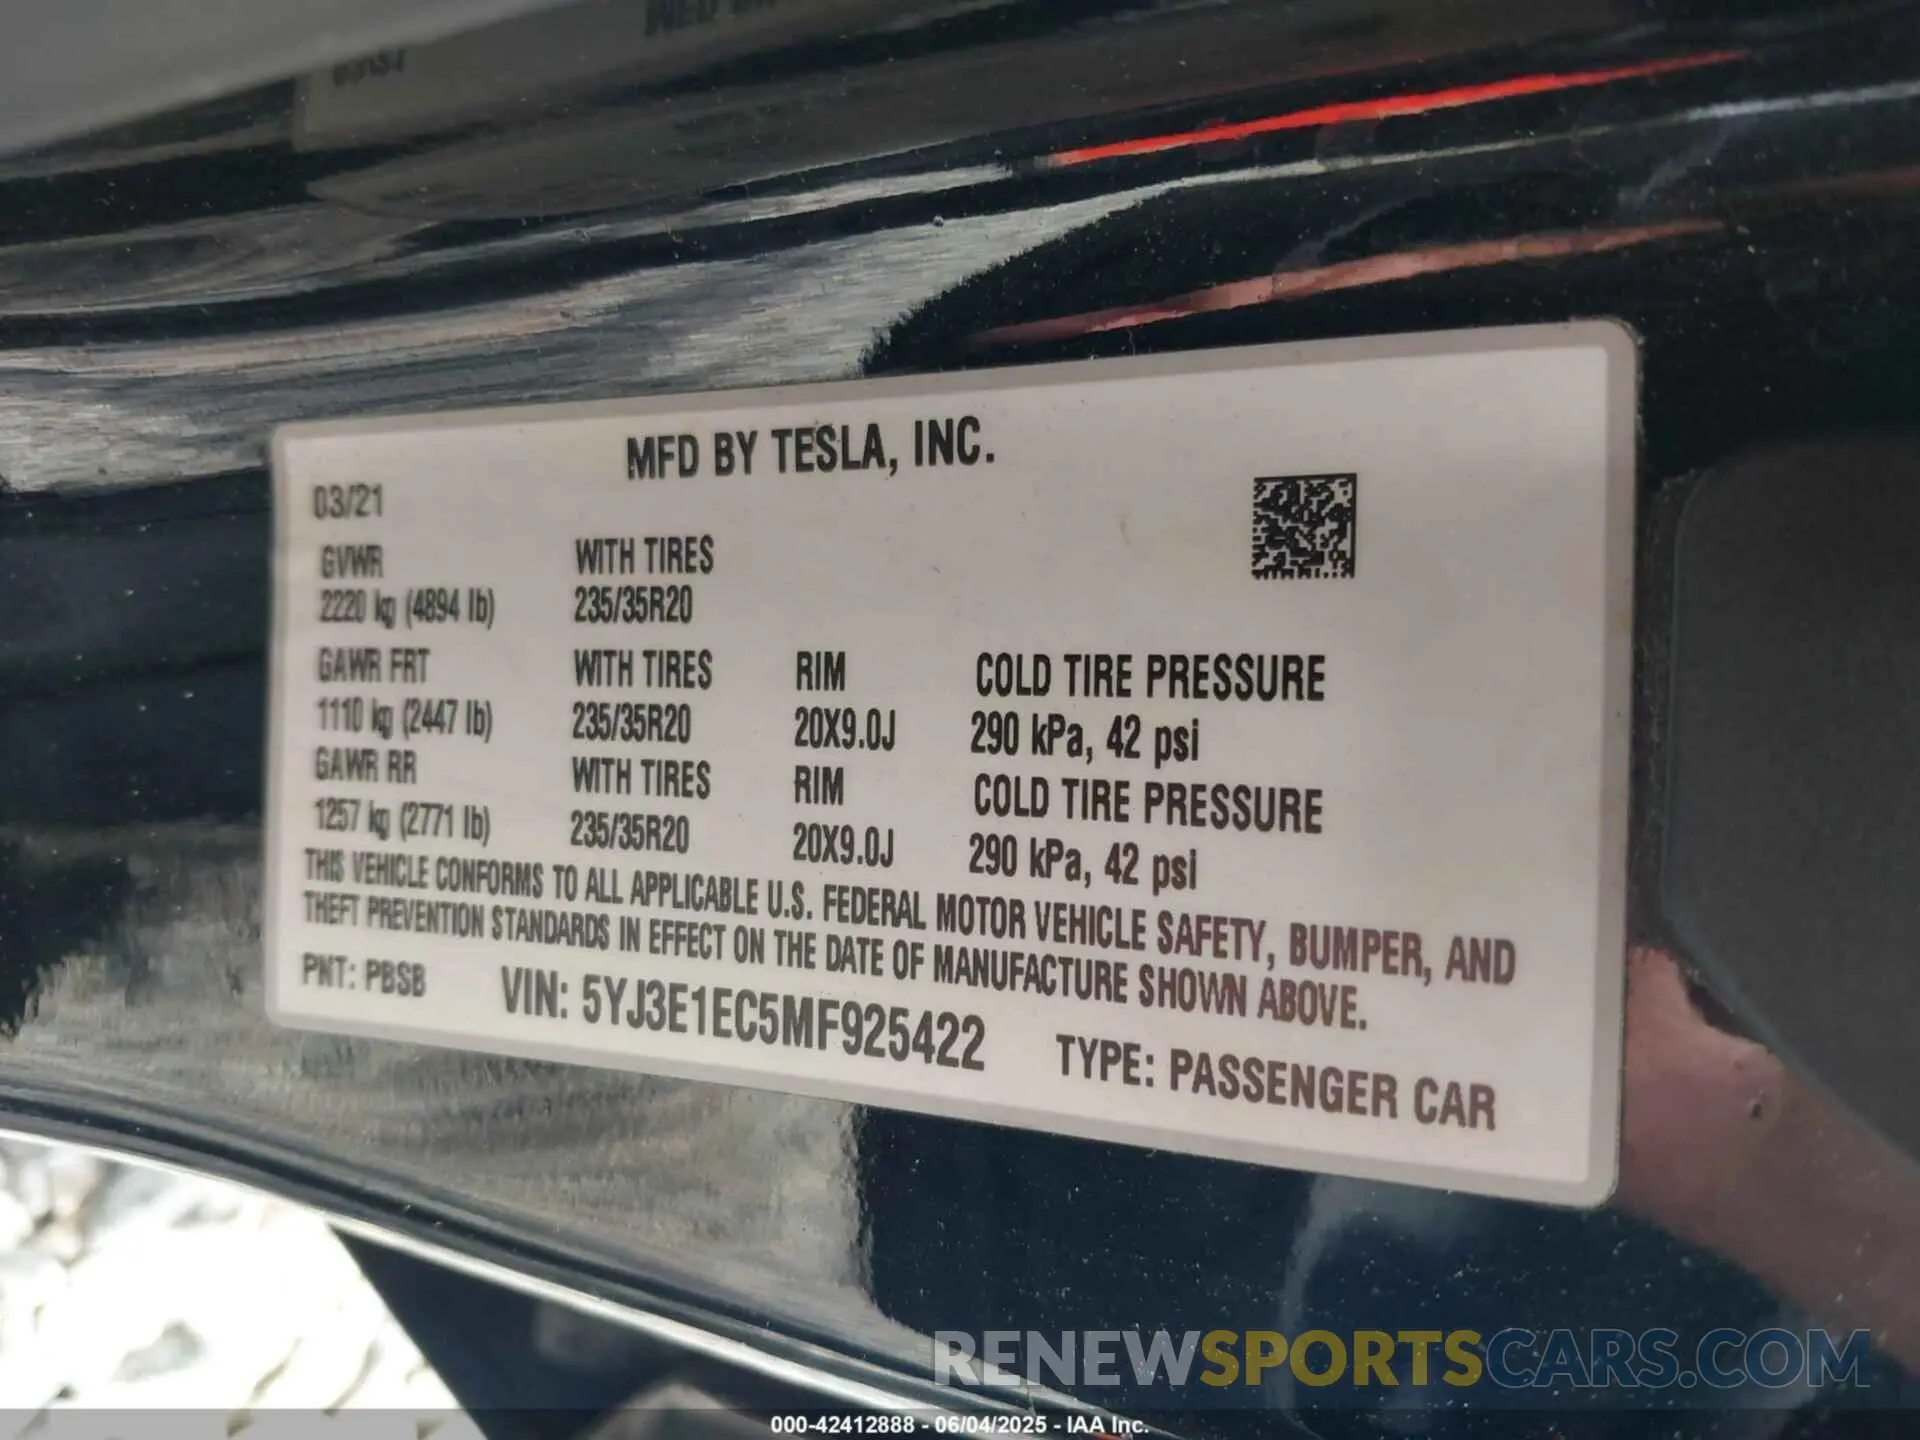 MFD BY TESLA, INC.
03/21
GVWR WITH TIRES
2220 kg (4894 lb) 235/35R20
GAWR FRT WITH TIRES RIM COLD TIRE PRESSURE
1110 kg (2447 lb) 235/35R20 20X9.0J 290 kPa, 42 psi
GAWR RR WITH TIRES RIM COLD TIRE PRESSURE
1257 kg (2771 lb) 235/35R20 20X9.0J 290 kPa, 42 psi
THIS VEHICLE CONFORMS TO ALL APPLICABLE U.S. FEDERAL MOTOR VEHICLE SAFETY, BUMPER, AND
THEFT PREVENTION STANDARDS IN EFFECT ON THE DATE OF MANUFACTURE SHOWN ABOVE.
PNT: PBSB VIN: 5YJ3E1EC5MF925422 TYPE: PASSENGER CAR
RENEWSPORTSCARS.COM
000-42412888 - 06/04/2025 - IAA Inc.